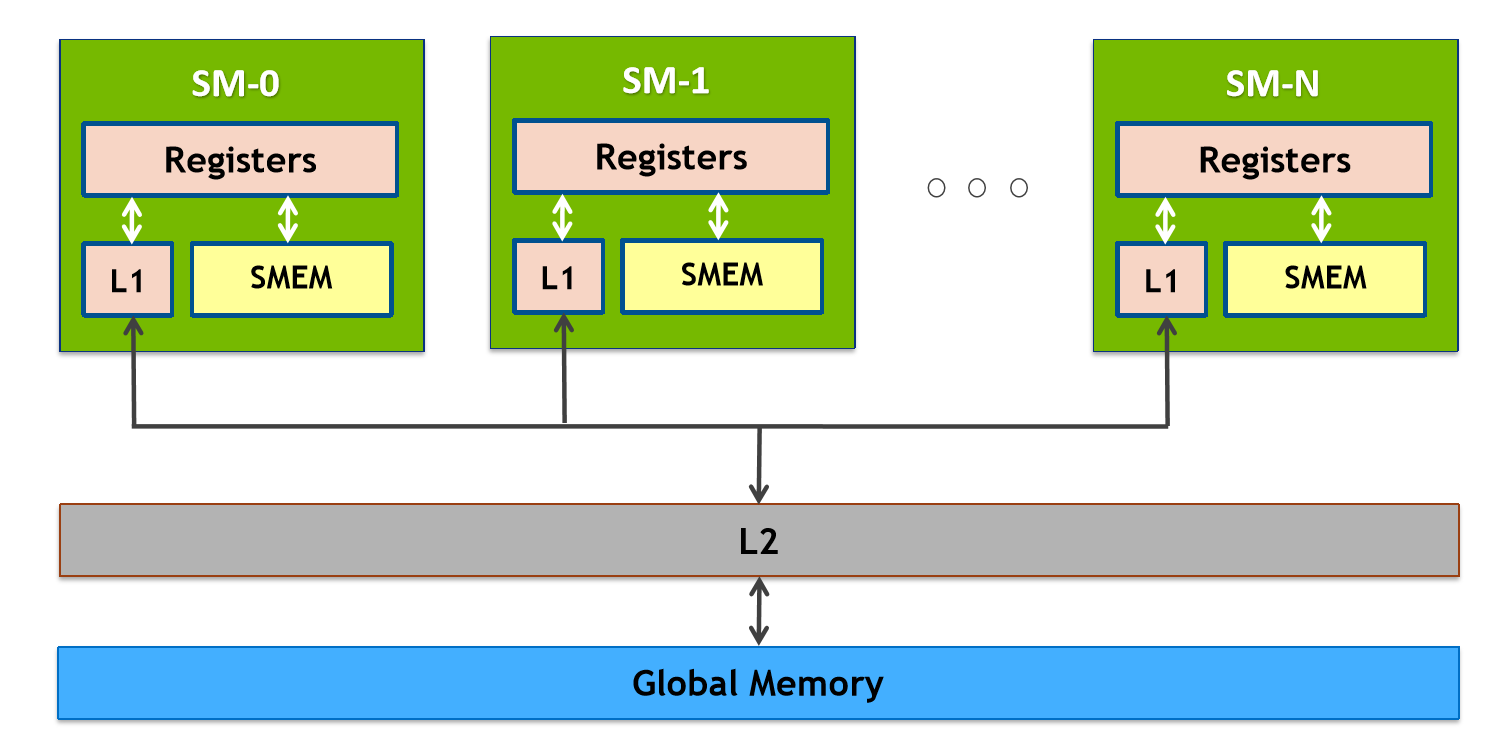 SM-0
Registers
L1
SMEM
SM-1
Registers
L1
SMEM
SM-N
Registers
L1
SMEM
L2
Global Memory